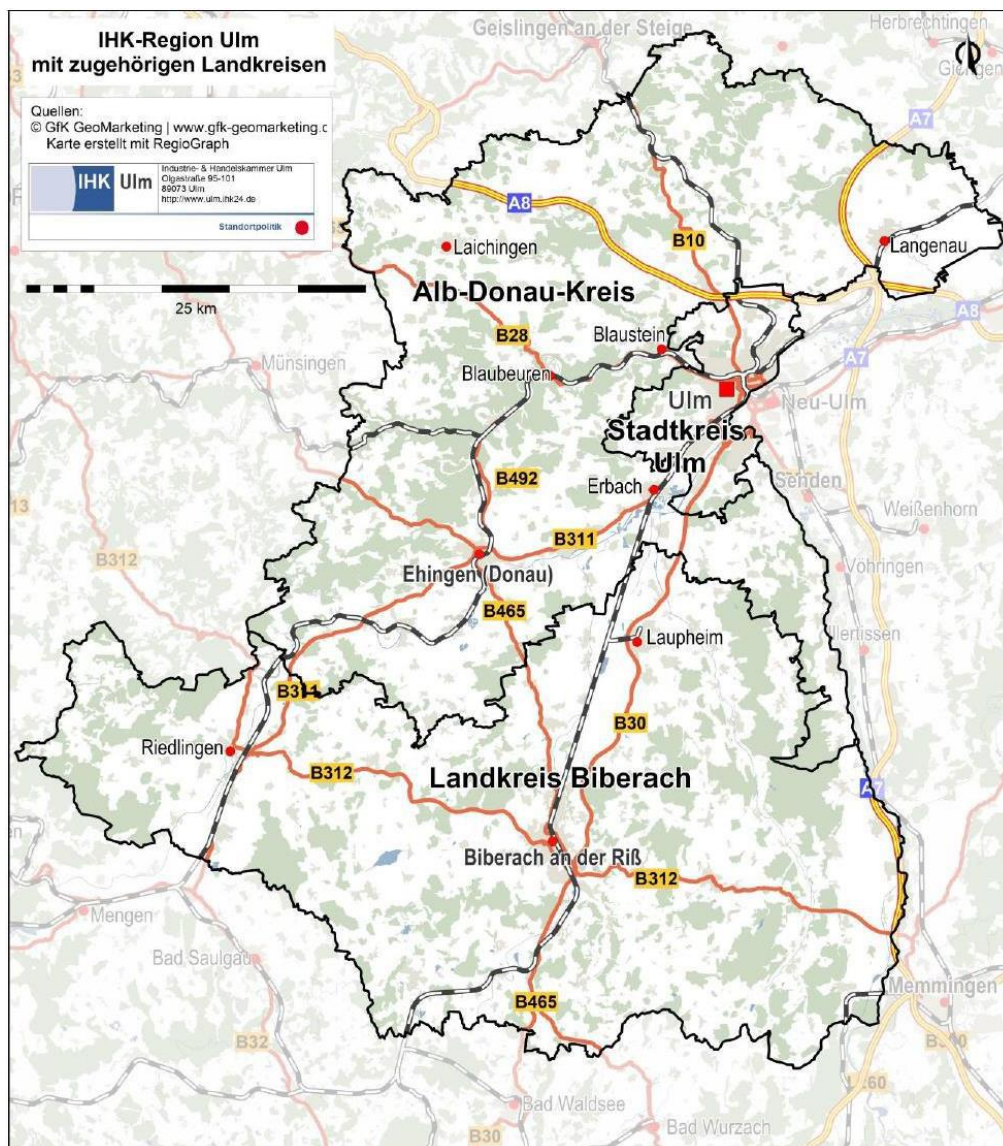 IHK-Region Ulm
mit zugehörigen Landkreisen
Quellen:
© GfK GeoMarketing | www.gfk-geomarketing.c
Karte erstellt mit RegioGraph
IHK Ulm
Industrie- & Handelskammer Ulm
Olgastraße 95-101
89073 Ulm
http://www.ulm.ihk24.de
Standortpolitik
25 km
Geislingen an der Steige
Herbrechtingen
A7
A8
B10
Laichingen
Langenau
Alb-Donau-Kreis
A8
B28
Blaustein
A7
Münsingen
Blaubeuren
Ulm
Neu-Ulm
Stadtkreis
Ulm
B492
Erbach
Senden
Weißenhorn
B311
B312
Ehingen (Donau)
Vöhringen
B465
Laupheim
Illertissen
B311
B30
Riedlingen
B312
Landkreis Biberach
A7
Biberach an der Riß
B312
Mengen
Bad Saulgau
B465
Memmingen
B32
Bad Waldsee
B30
Bad Wurzach